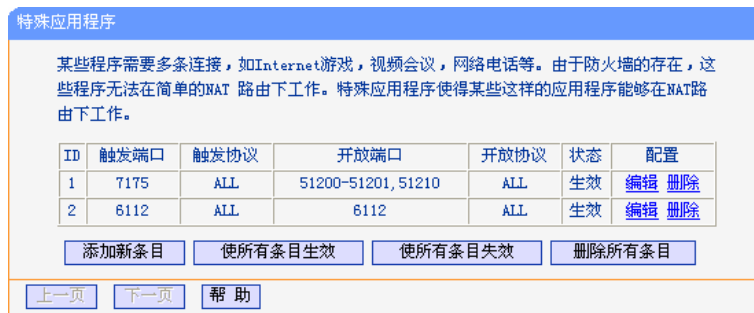 特殊应用程序
某些程序需要多条连接，如Internet游戏，视频会议，网络电话等。由于防火墙的存在，这
些程序无法在简单的NAT 路由下工作。特殊应用程序使得某些这样的应用程序能够在NAT路
由下工作。
ID 触发端口 触发协议 开放端口 开放协议 状态 配置
1 7175 ALL 51200-51201,51210 ALL 生效 编辑 删除
2 6112 ALL 6112 ALL 生效 编辑 删除
添加新条目 使所有条目生效 使所有条目失效 删除所有条目
上一页 下一页 帮 助